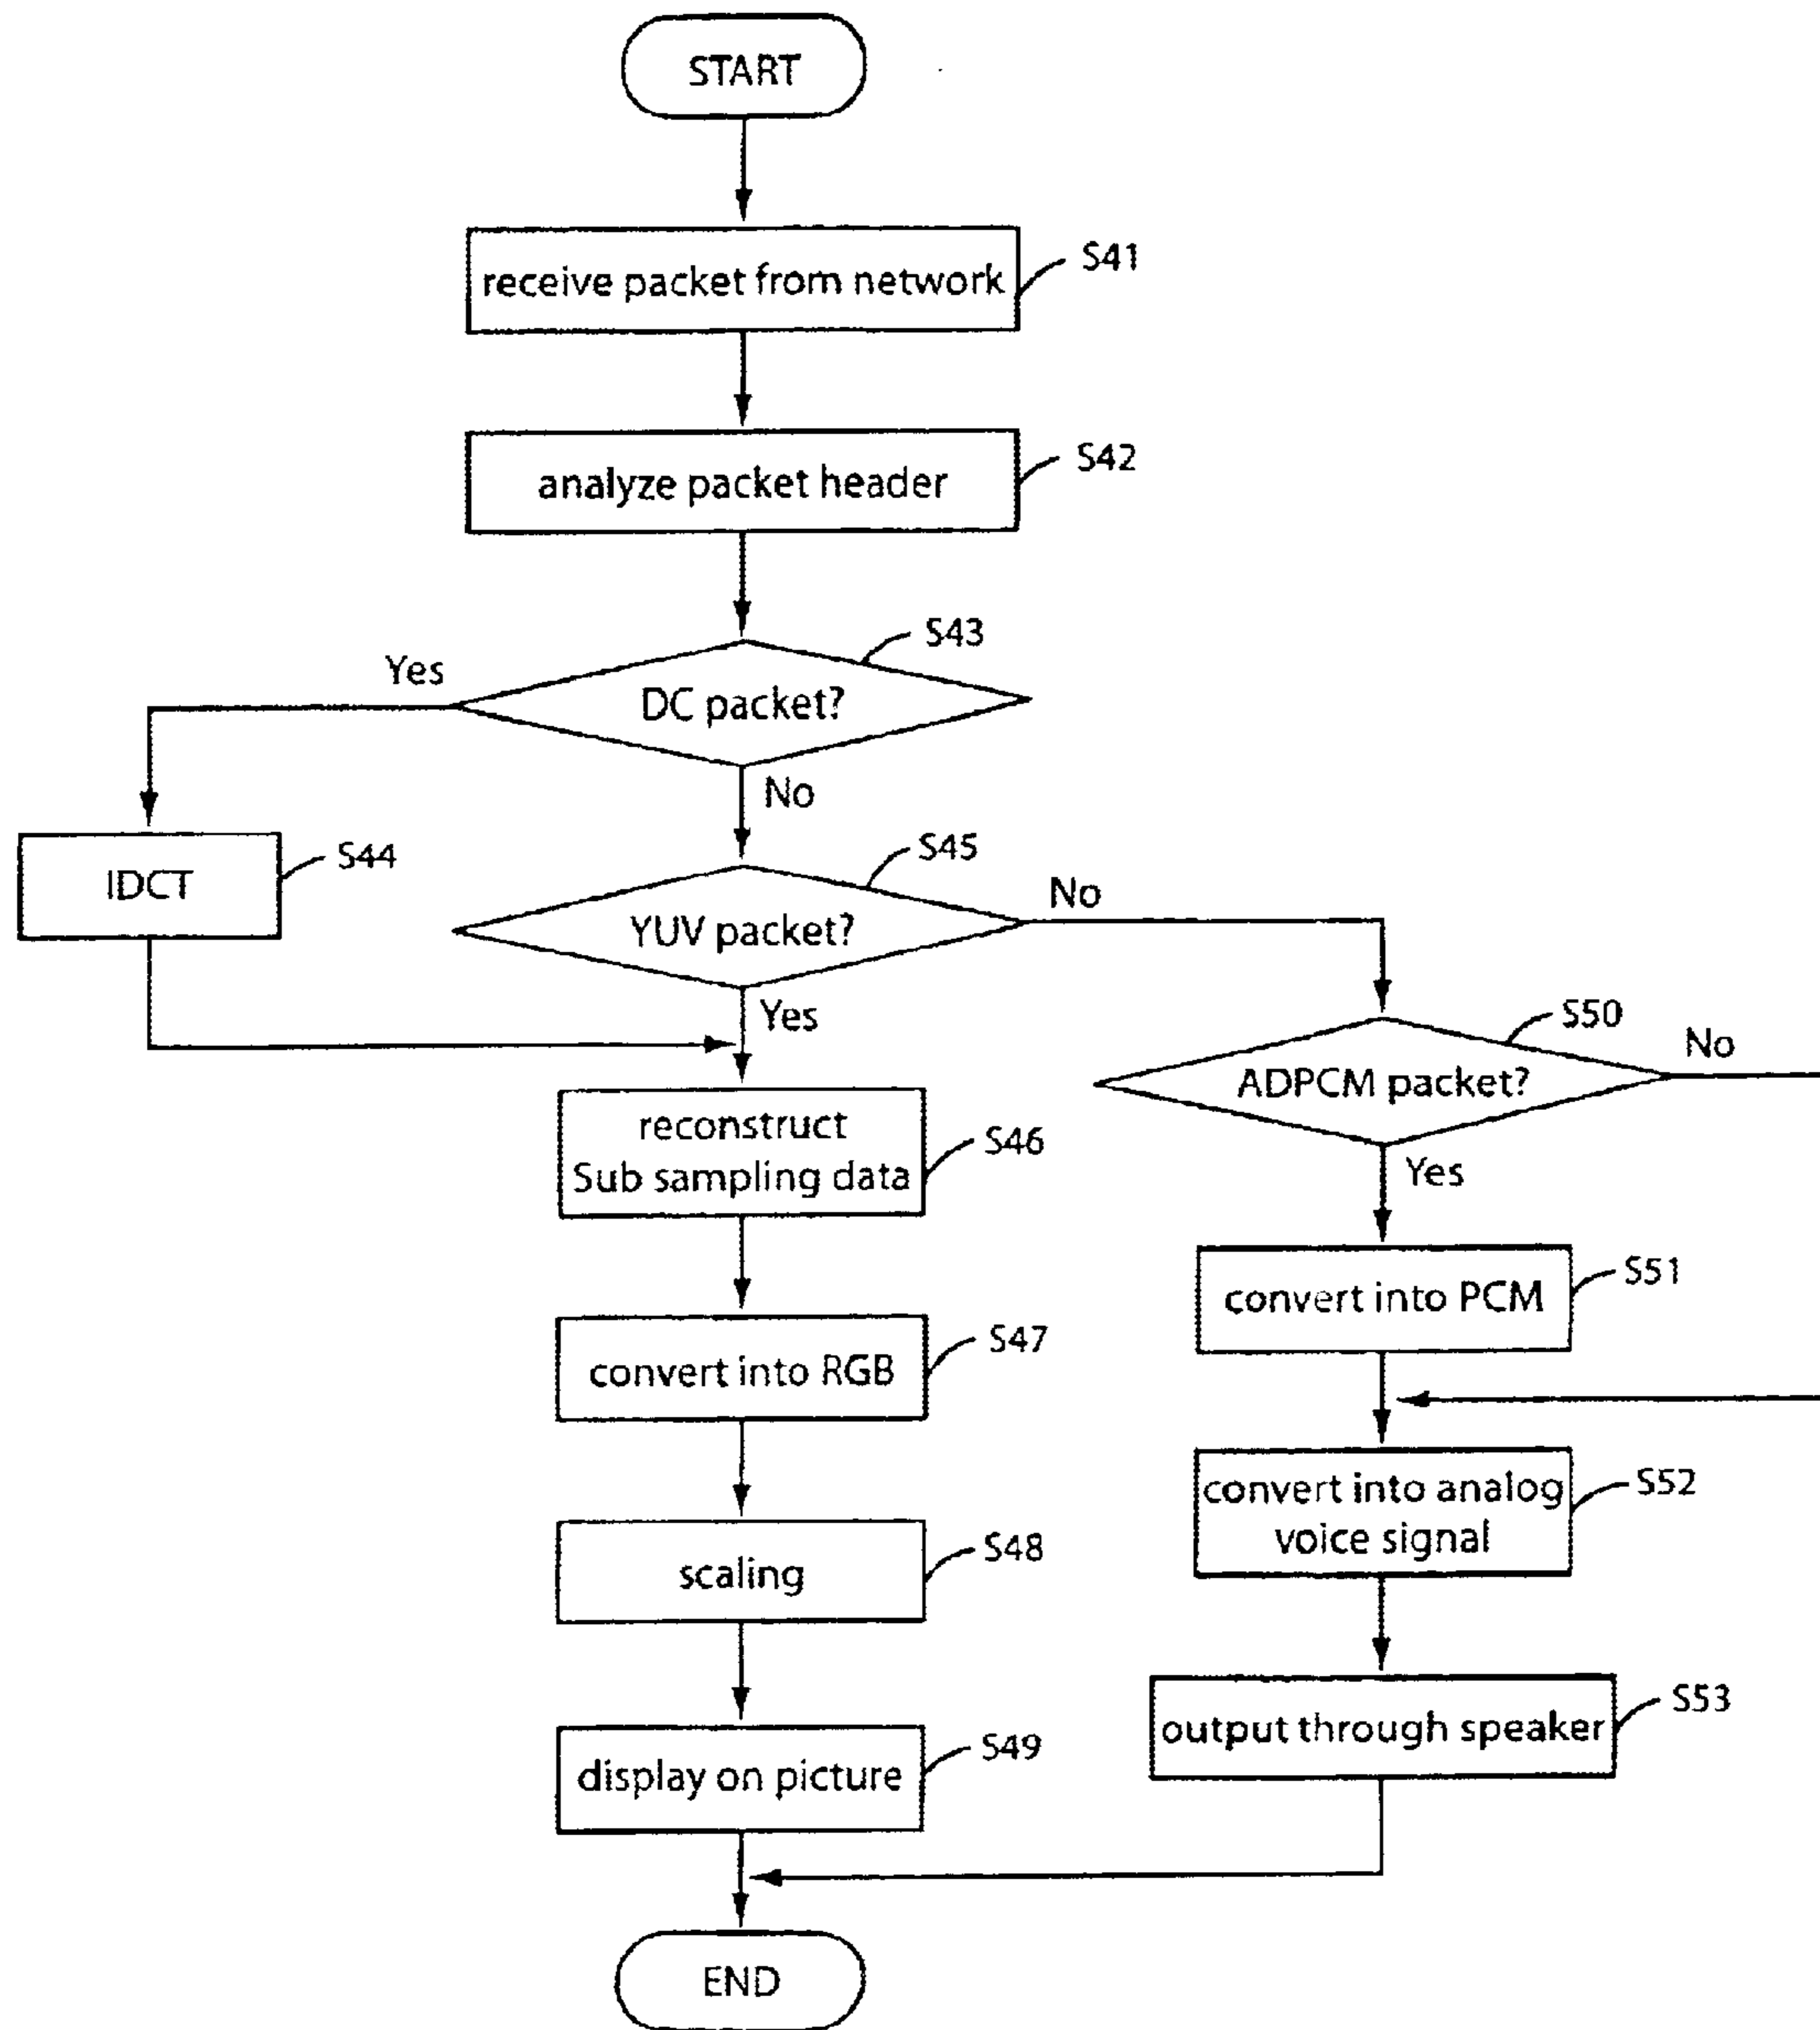 START
receive packet from network
S41
analyze packet header
S42
S43
Yes
DC packet?
No
IDCT
S44
S45
YUV packet?
No
Yes
S50
ADPCM packet?
No
Yes
reconstruct
Sub sampling data
S46
convert into PCM
S51
convert into RGB
S47
convert into analog
voice signal
S52
scaling
S48
output through speaker
S53
display on picture
S49
END